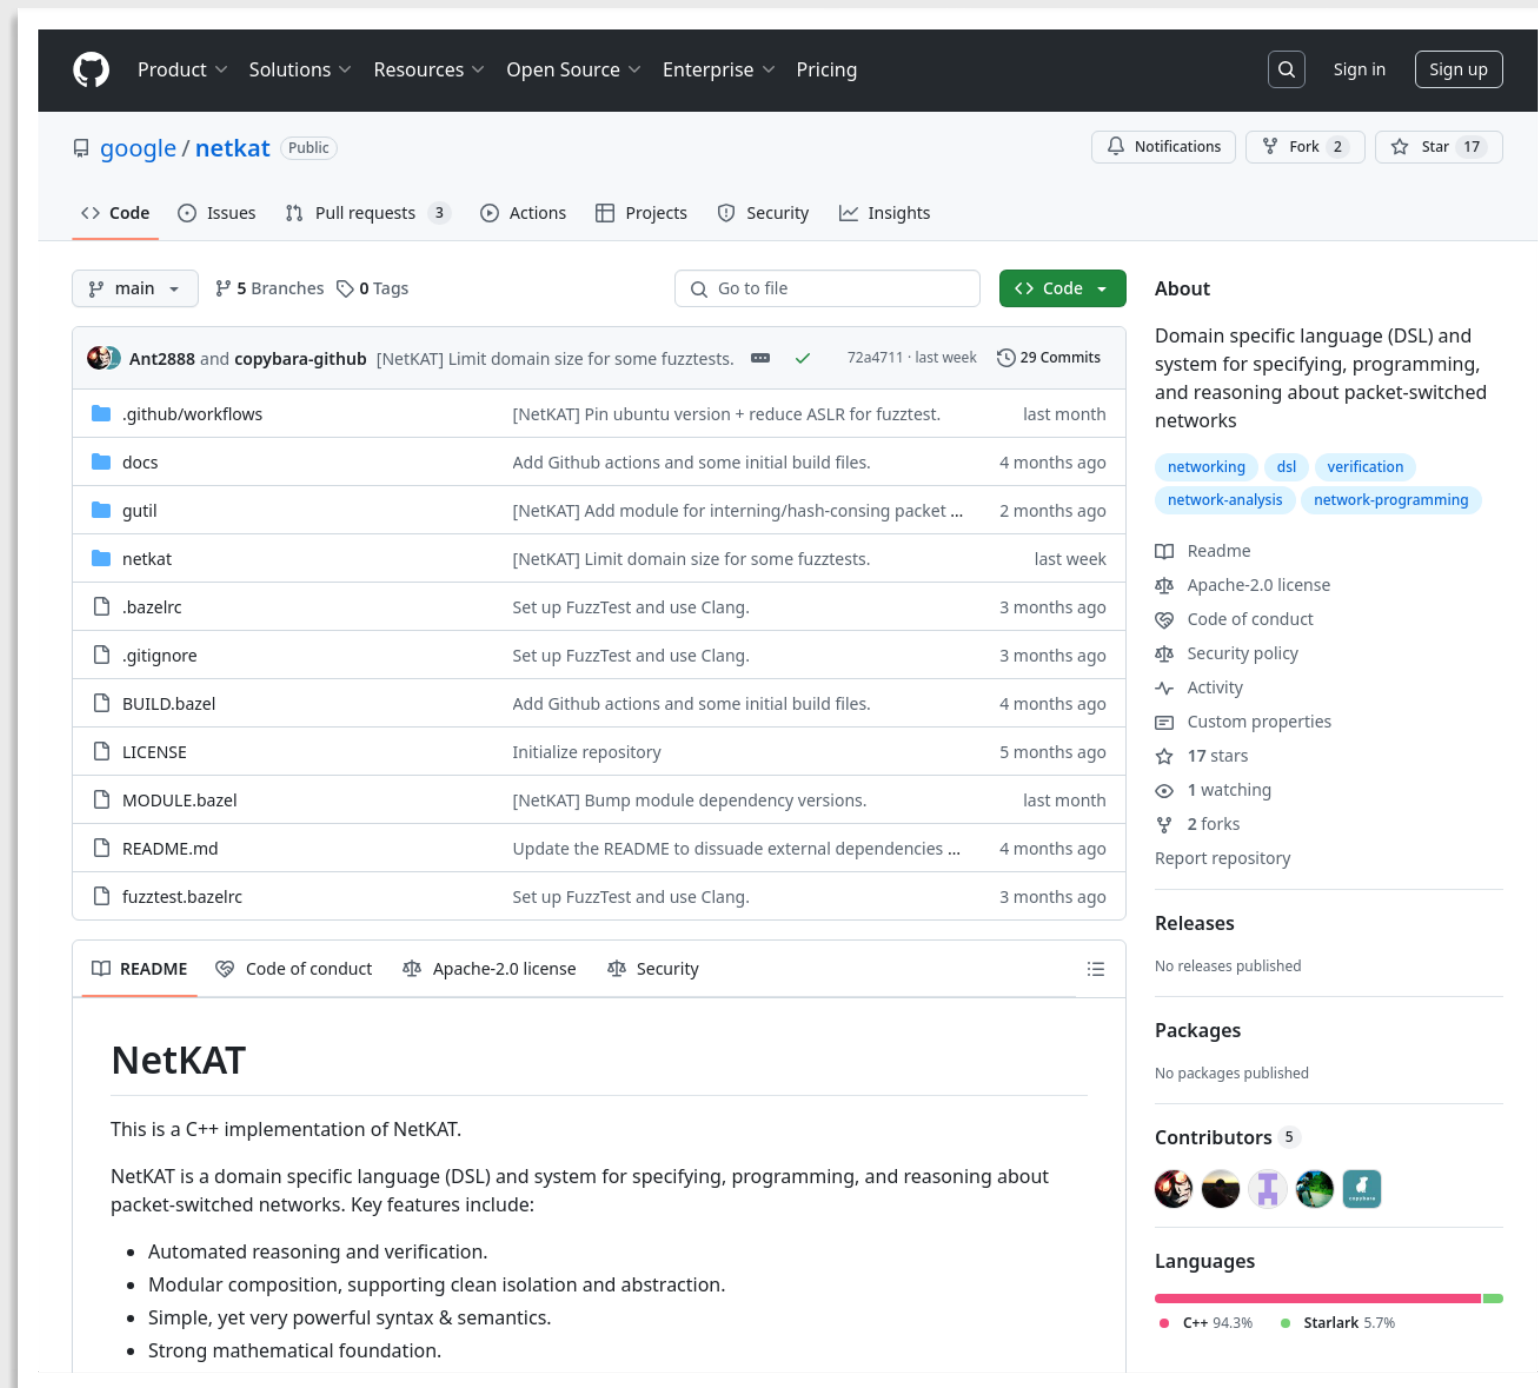 Product Solutions Resources Open Source Enterprise Pricing Sign in Sign up
google / netkat Public Notifications Fork 2 Star 17
Code Issues Pull requests 3 Actions Projects Security Insights
main 5 Branches 0 Tags Go to file Code
Ant2888 and copybara-github [NetKAT] Limit domain size for some fuzztests. 72a4711 · last week 29 Commits
.github/workflows [NetKAT] Pin ubuntu version + reduce ASLR for fuzztest. last month
docs Add Github actions and some initial build files. 4 months ago
gutil [NetKAT] Add module for interning/hash-consing packet ... 2 months ago
netkat [NetKAT] Limit domain size for some fuzztests. last week
.bazelrc Set up FuzzTest and use Clang. 3 months ago
.gitignore Set up FuzzTest and use Clang. 3 months ago
BUILD.bazel Add Github actions and some initial build files. 4 months ago
LICENSE Initialize repository 5 months ago
MODULE.bazel [NetKAT] Bump module dependency versions. last month
README.md Update the README to dissuade external dependencies ... 4 months ago
fuzztest.bazelrc Set up FuzzTest and use Clang. 3 months ago
README Code of conduct Apache-2.0 license Security
NetKAT
This is a C++ implementation of NetKAT.
NetKAT is a domain specific language (DSL) and system for specifying, programming, and reasoning about
packet-switched networks. Key features include:
• Automated reasoning and verification.
• Modular composition, supporting clean isolation and abstraction.
• Simple, yet very powerful syntax & semantics.
• Strong mathematical foundation.
About
Domain specific language (DSL) and
system for specifying, programming,
and reasoning about packet-switched
networks
networking dsl verification
network-analysis network-programming
Readme
Apache-2.0 license
Code of conduct
Security policy
Activity
Custom properties
17 stars
1 watching
2 forks
Report repository
Releases
No releases published
Packages
No packages published
Contributors 5
copybara
Languages
C++ 94.3% Starlark 5.7%